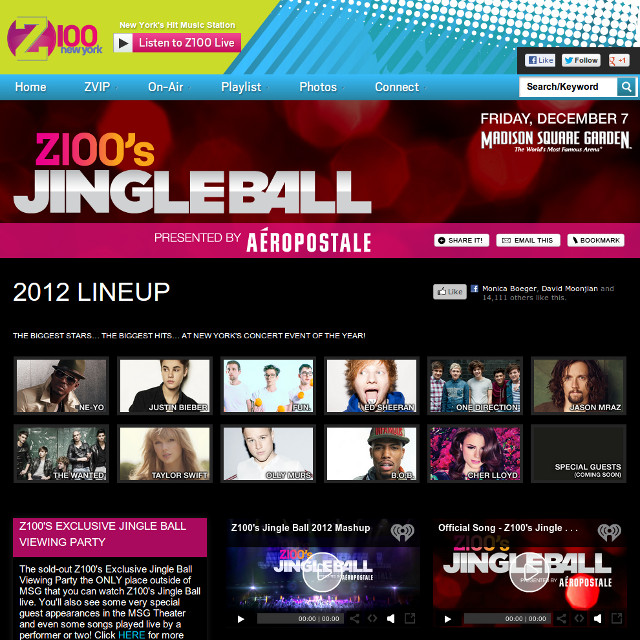 Z100
new york
New York's Hit Music Station
Listen to Z100 Live
Like
Follow
+1
Home
ZVIP
On-Air
Playlist
Photos
Connect
Search/Keyword
FRIDAY, DECEMBER 7
MADISON SQUARE GARDEN
"The World's Most Famous Arena"
Z100's
JINGLEBALL
PRESENTED BY AÉROPOSTALE
SHARE IT!
EMAIL THIS
BOOKMARK
2012 LINEUP
Like
Monica Boeger, David Moonjian and
14,111 others like this.
THE BIGGEST STARS... THE BIGGEST HITS... AT NEW YORK'S CONCERT EVENT OF THE YEAR!
NE-YO
JUSTIN BIEBER
FUN.
ED SHEERAN
ONE DIRECTION
JASON MRAZ
THE WANTED
TAYLOR SWIFT
OLLY MURS
B.O.B.
CHER LLOYD
SPECIAL GUESTS
(COMING SOON)
Z100'S EXCLUSIVE JINGLE BALL
VIEWING PARTY
The sold-out Z100's Exclusive Jingle Ball
Viewing Party the ONLY place outside of
MSG that you can watch Z100's Jingle Ball
live. You'll also see some very special
guest appearances in the MSG Theater
and even some songs played live by a
performer or two! Click HERE for more
Z100's Jingle Ball 2012 Mashup
Z100's
JINGLEBALL
PRESENTED BY AÉROPOSTALE
00:00 | 00:00
Official Song - Z100's Jingle . . .
Z100's
JINGLEBALL
PRESENTED BY AÉROPOSTALE
00:00 | 00:00